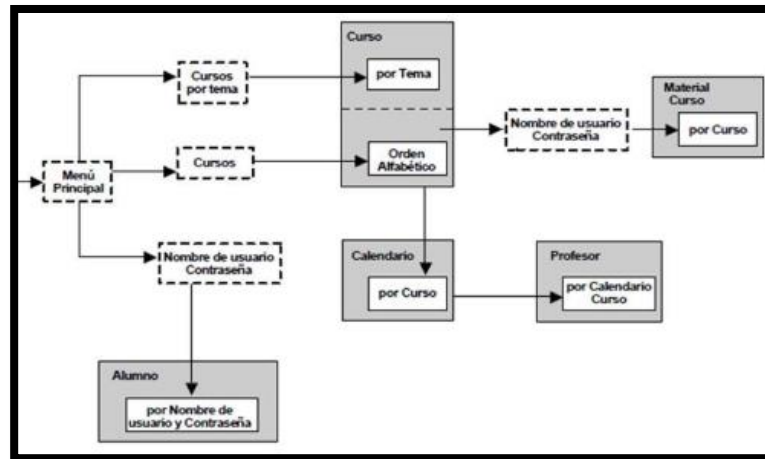 Curso
Cursos
por tema
por Tema
Material
Curso
Nombre de usuario
Contraseña
por Curso
Menú
Principal
Cursos
Orden
Alfabético
Nombre de usuario
Contraseña
Calendario
por Curso
Profesor
por Calendario
Curso
Alumno
por Nombre de
usuario y Contraseña